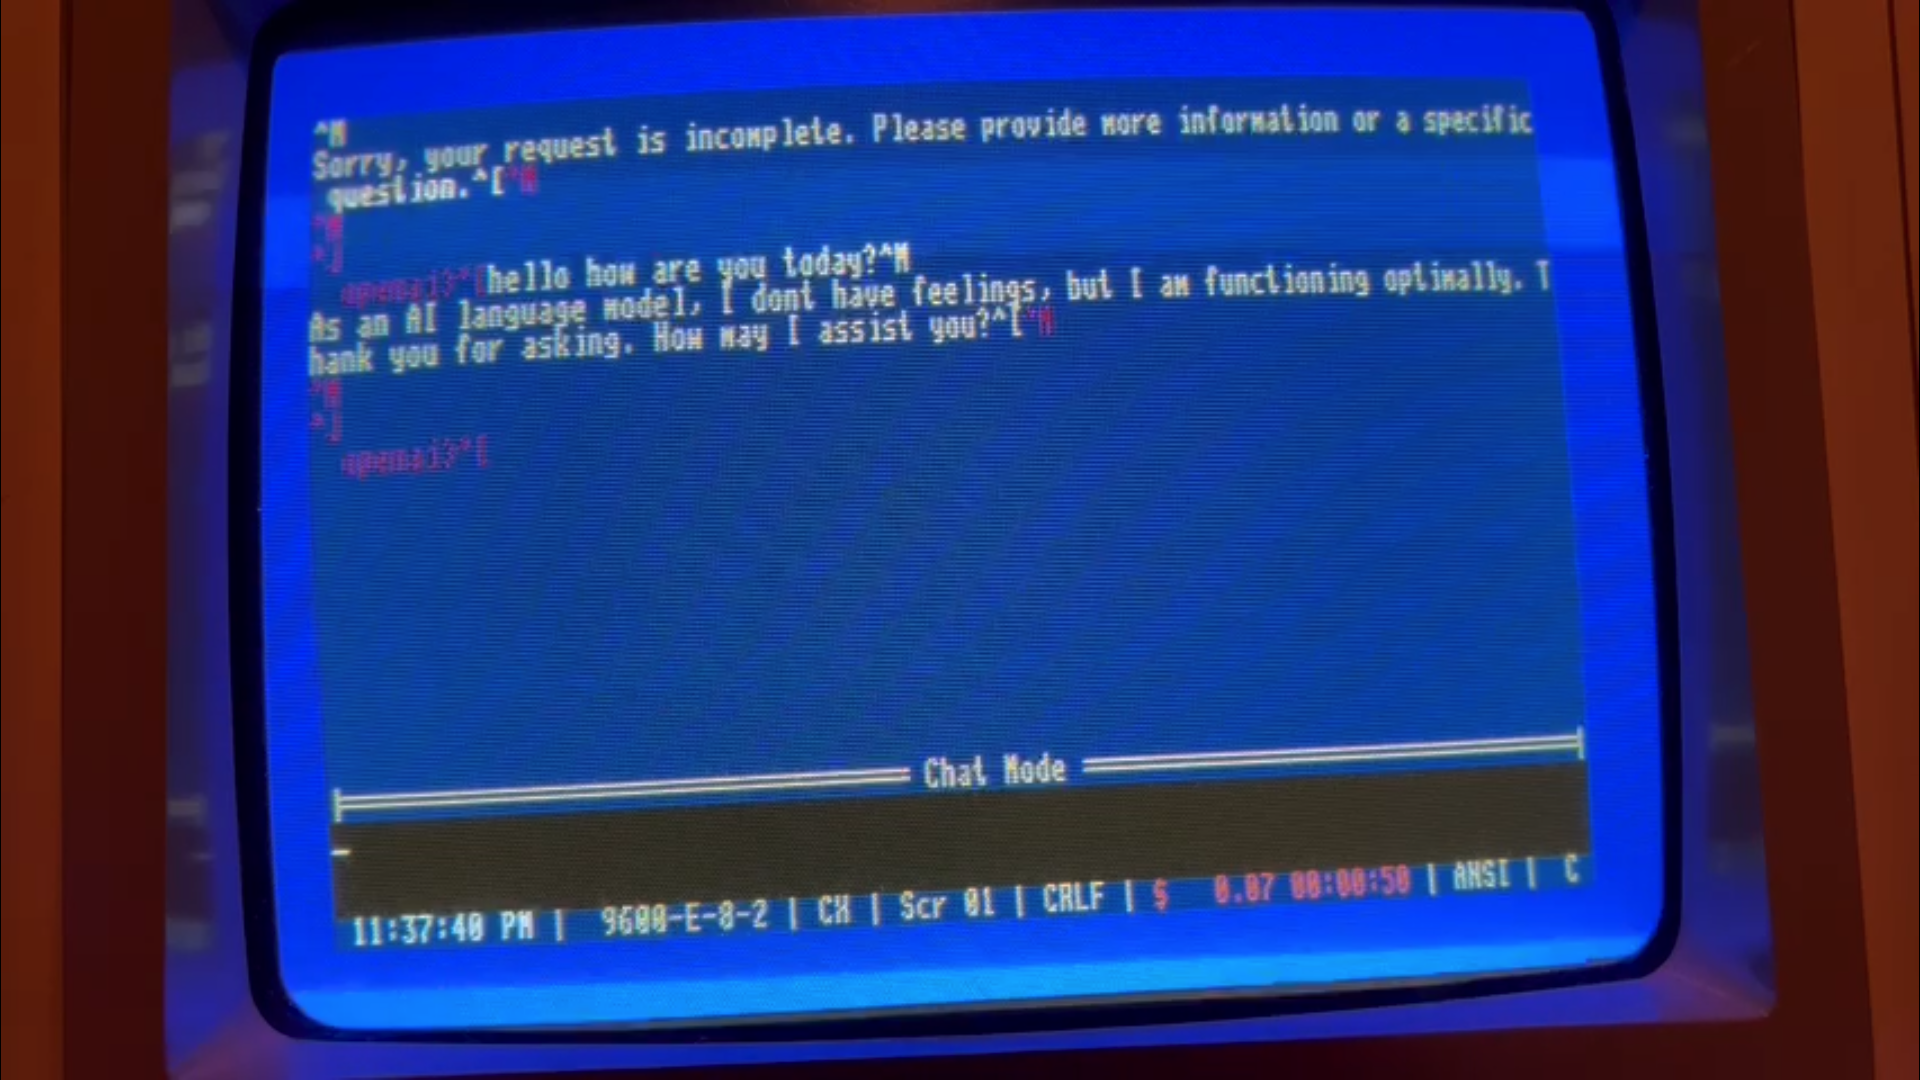 ^M
Sorry, your request is incomplete. Please provide more information or a specific
question.^[^M
^M
^J
openai3^[hello how are you today?^M
As an AI language model, I dont have feelings, but I am functioning optimally. T
hank you for asking. How may I assist you?^[^M
^M
^J
openai3^[
Chat Mode
11:37:40 PM | 9600-E-8-2 | CX | Scr 01 | CRLF | $ 0.07 00:00:50 | ANSI | C